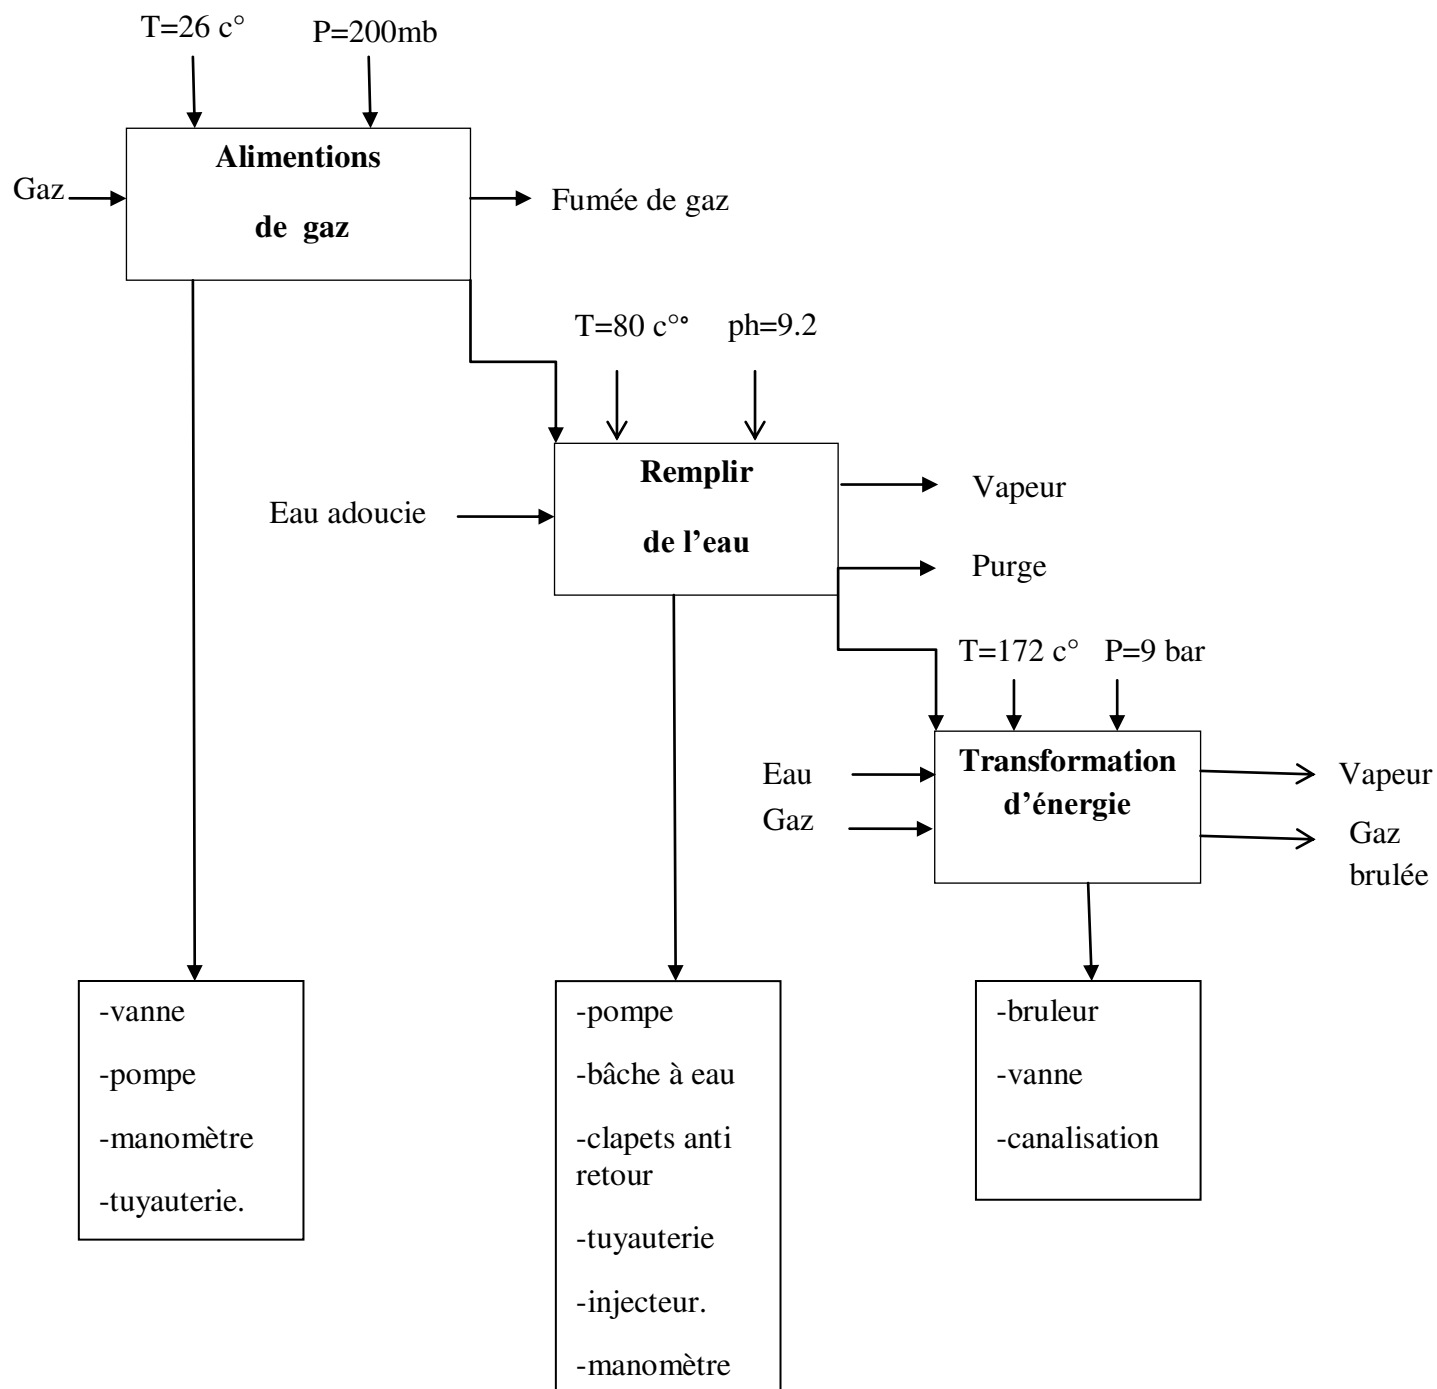 T=26 c°
P=200mb
Alimentions
de gaz
Gaz
Fumée de gaz
T=80 c°°
ph=9.2
Remplir
de l’eau
Eau adoucie
Vapeur
Purge
T=172 c°
P=9 bar
Transformation
d’énergie
Eau
Gaz
Vapeur
Gaz
brulée
-vanne
-pompe
-manomètre
-tuyauterie.
-pompe
-bâche à eau
-clapets anti
retour
-tuyauterie
-injecteur.
-manomètre
-bruleur
-vanne
-canalisation